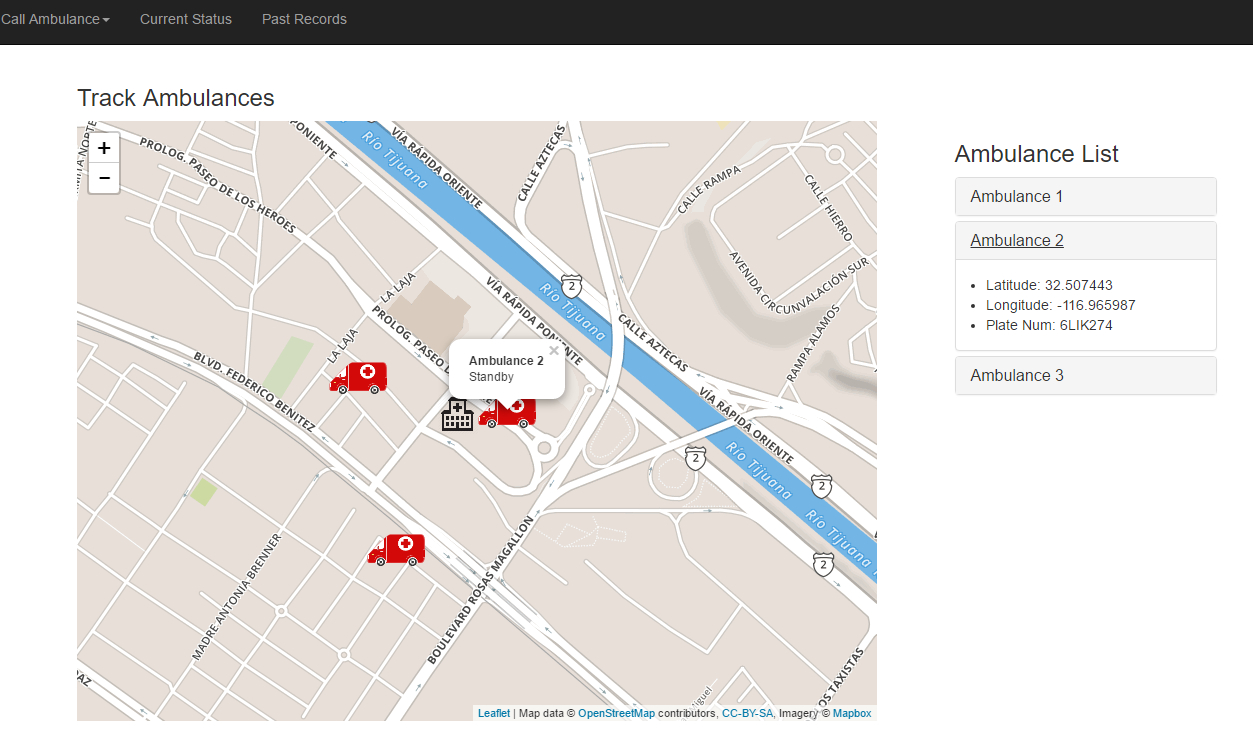 Call Ambulance
Current Status
Past Records
Track Ambulances
Ambulance List
+
−
PONIENTE
VÍA RÁPIDA ORIENTE
Río Tijuana
CALLE AZTECAS
PROLOG. PASEO DE LOS HEROES
CALLE RAMPA
CALLE HIERRO
AVENIDA CIRCUNVALACIÓN SUR
LA LAJA
VÍA RÁPIDA PONIENTE
Río Tijuana
2
PROLOG. PASEO
CALLE AZTECAS
RAMPA ALAMOS
LA LAJA
BLVD. FEDERICO BENITEZ
Ambulance 2
×
Standby
VÍA RÁPIDA ORIENTE
2
Río Tijuana
2
Río Tijuana
2
MADRE ANTONIA BRENNER
BOULEVARD ROSAS MAGALLON
Leaflet | Map data © OpenStreetMap contributors, CC-BY-SA, Imagery © Mapbox
Ambulance 1
Ambulance 2
Latitude: 32.507443
Longitude: -116.965987
Plate Num: 6LIK274
Ambulance 3